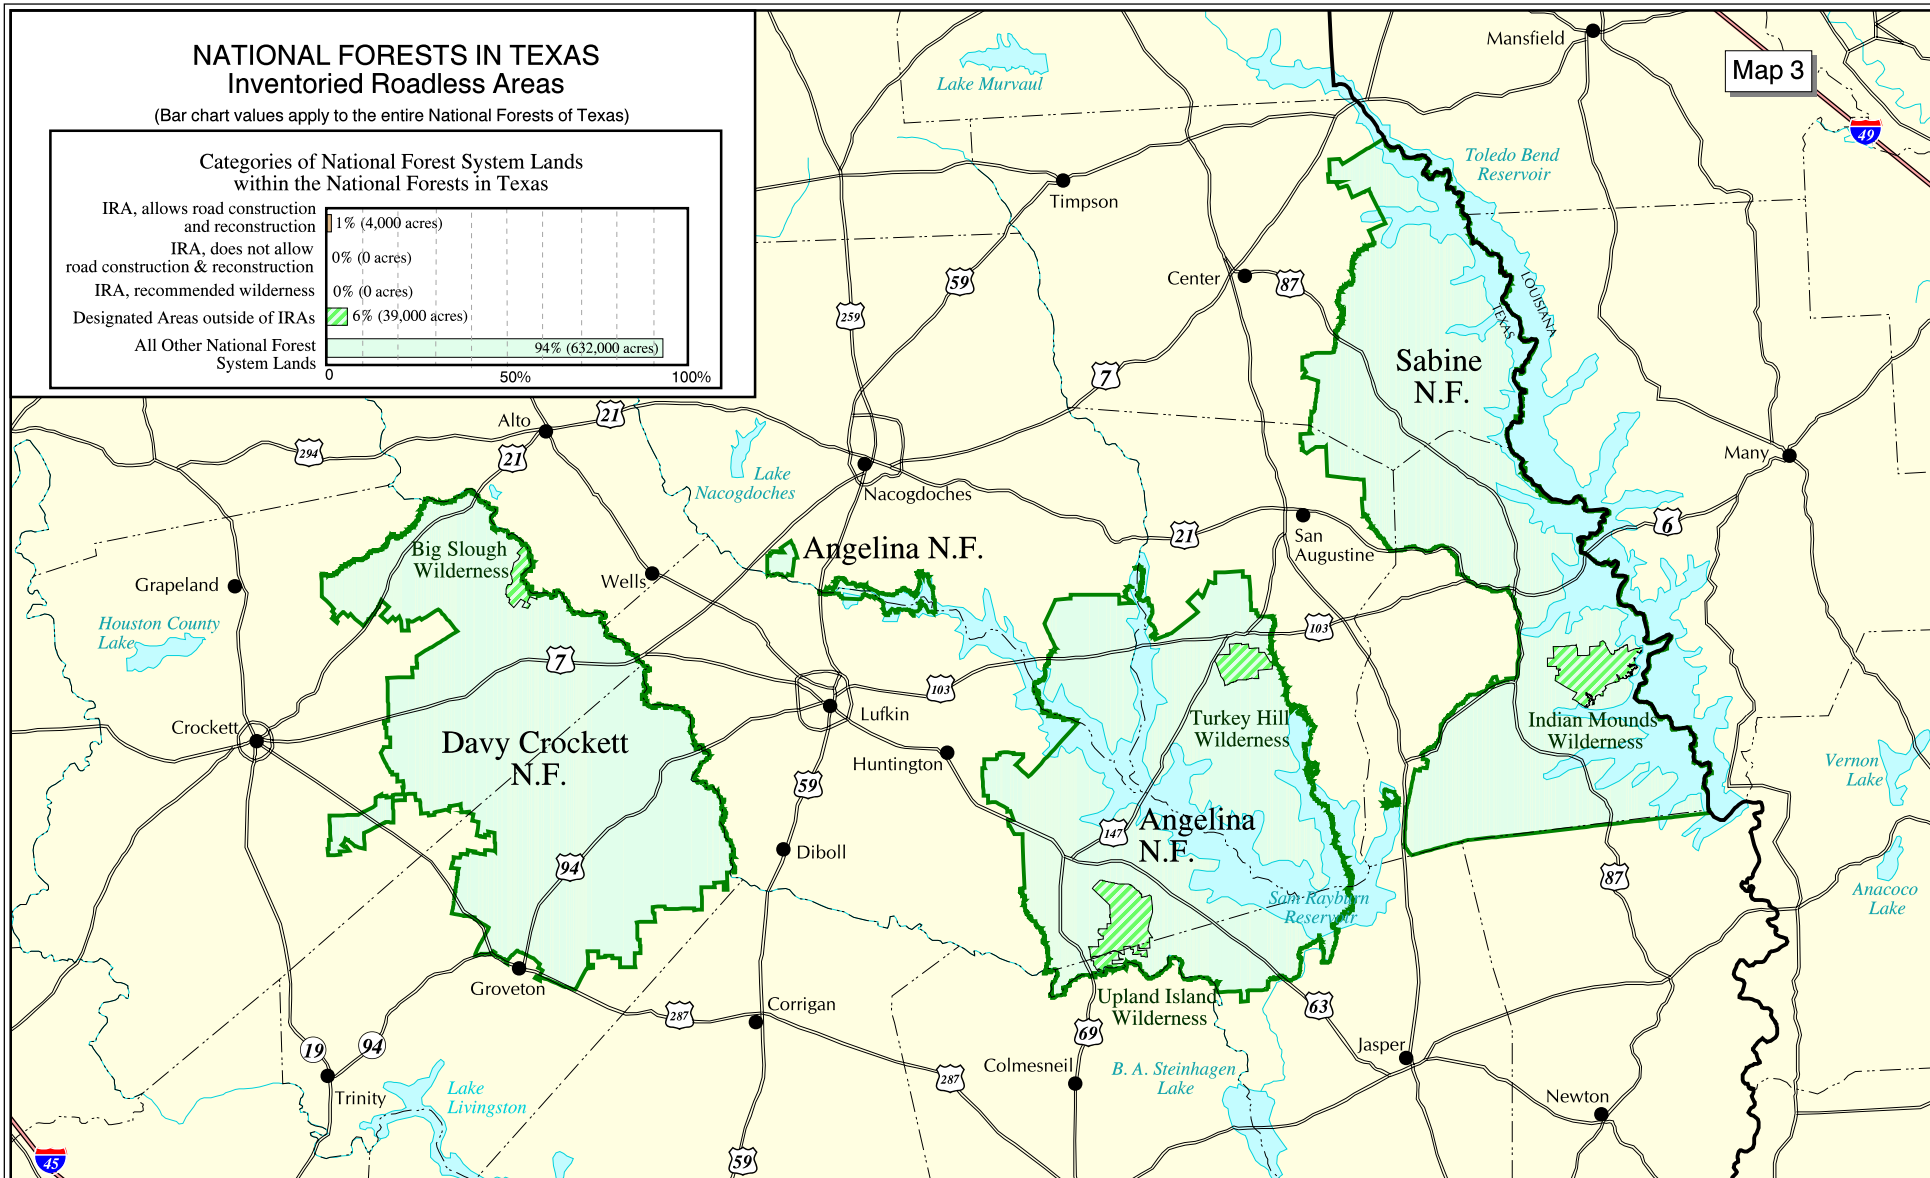 NATIONAL FORESTS IN TEXAS
Inventoried Roadless Areas
(Bar chart values apply to the entire National Forests of Texas)
Categories of National Forest System Lands
within the National Forests in Texas
IRA, allows road construction
and reconstruction
1% (4,000 acres)
IRA, does not allow
road construction & reconstruction
0% (0 acres)
IRA, recommended wilderness
0% (0 acres)
Designated Areas outside of IRAs
6% (39,000 acres)
All Other National Forest
System Lands
94% (632,000 acres)
0
50%
100%
Map 3
Mansfield
Lake Murvaul
49
Toledo Bend
Reservoir
Timpson
Center
87
59
259
LOUISIANA
TEXAS
Sabine
N.F.
7
Alto
21
294
21
Lake
Nacogdoches
Nacogdoches
Many
6
21
San
Augustine
Angelina N.F.
Big Slough
Wilderness
Grapeland
Wells
Houston County
Lake
103
7
103
Crockett
Lufkin
Turkey Hill
Wilderness
Indian Mounds
Wilderness
Davy Crockett
N.F.
Huntington
59
Vernon
Lake
147
Angelina
N.F.
Diboll
94
87
Sam Rayburn
Reservoir
Anacoco
Lake
Groveton
Upland Island
Wilderness
Corrigan
287
63
69
19
94
Jasper
Colmesneil
B. A. Steinhagen
Lake
287
Trinity
Lake
Livingston
Newton
45
59